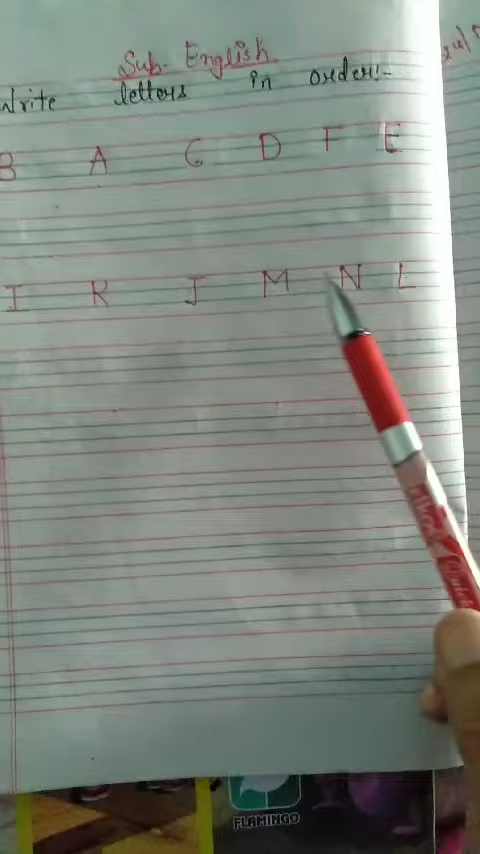 Sub- English
Write letters in order:-
B A C D F E
I K J M N L
FLAMINGO